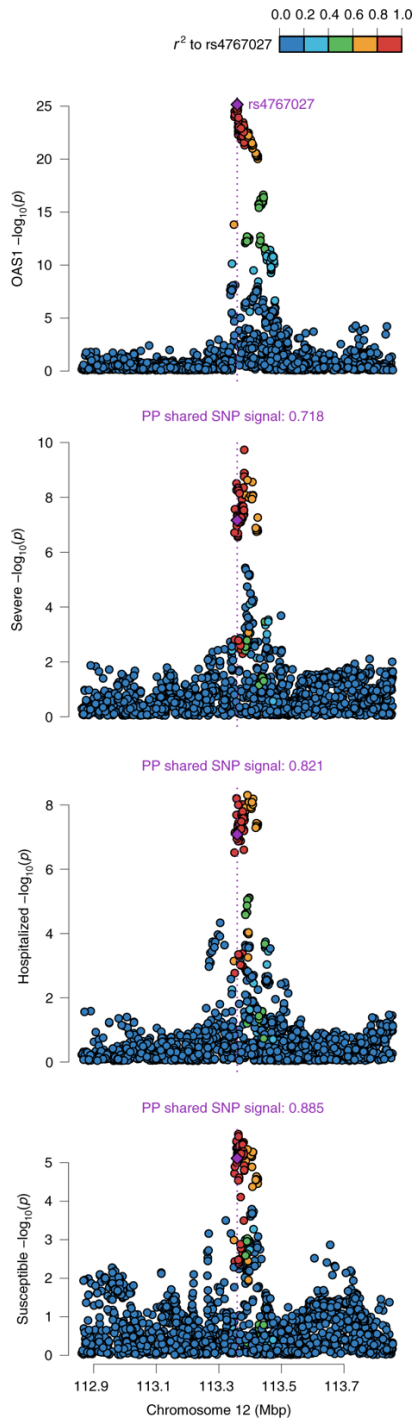 0.0 0.2 0.4 0.6 0.8 1.0
r² to rs4767027
rs4767027
OAS1 −log₁₀(p)
25
20
15
10
5
0
PP shared SNP signal: 0.718
Severe −log₁₀(p)
10
8
6
4
2
0
PP shared SNP signal: 0.821
Hospitalized −log₁₀(p)
8
6
4
2
0
PP shared SNP signal: 0.885
Susceptible −log₁₀(p)
5
4
3
2
1
0
112.9 113.1 113.3 113.5 113.7
Chromosome 12 (Mbp)